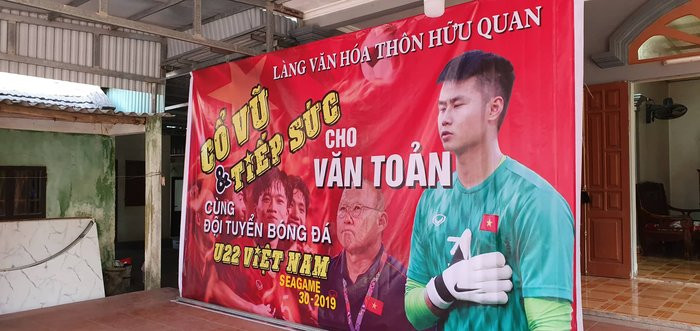 LÀNG VĂN HÓA THÔN HỮU QUAN
CỔ VŨ
& TIẾP SỨC
CHO
VĂN TOẢN
CÙNG
ĐỘI TUYỂN BÓNG ĐÁ
U22 VIỆT NAM
SEAGAME
30-2019